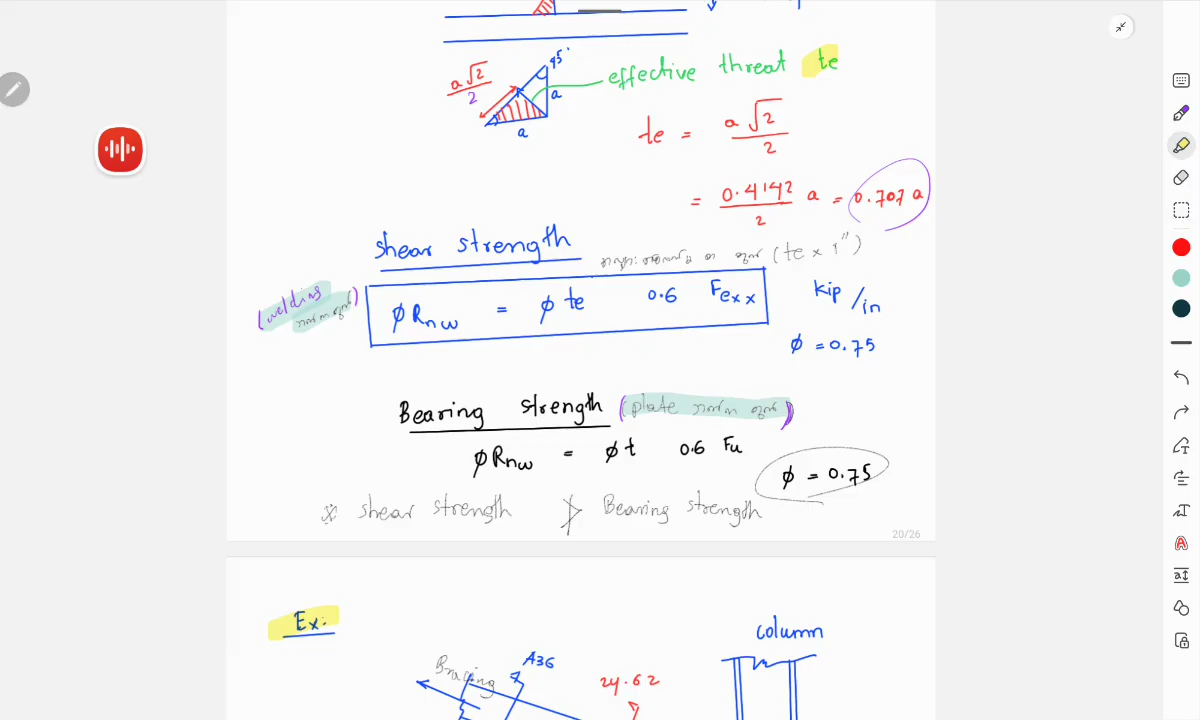 45°
a√2
2
a
a
effective threat te
te = a√2
2
= 0.4142 a = 0.707 a
2
shear strength
(te x 1")
(welding
φRnw = φ te 0.6 Fexx
kip/in
φ = 0.75
Bearing strength (plate
φRnw = φt 0.6 Fu
φ = 0.75
※ shear strength ≯ Bearing strength
20/26
Ex:
column
Bracing
A36
24.62